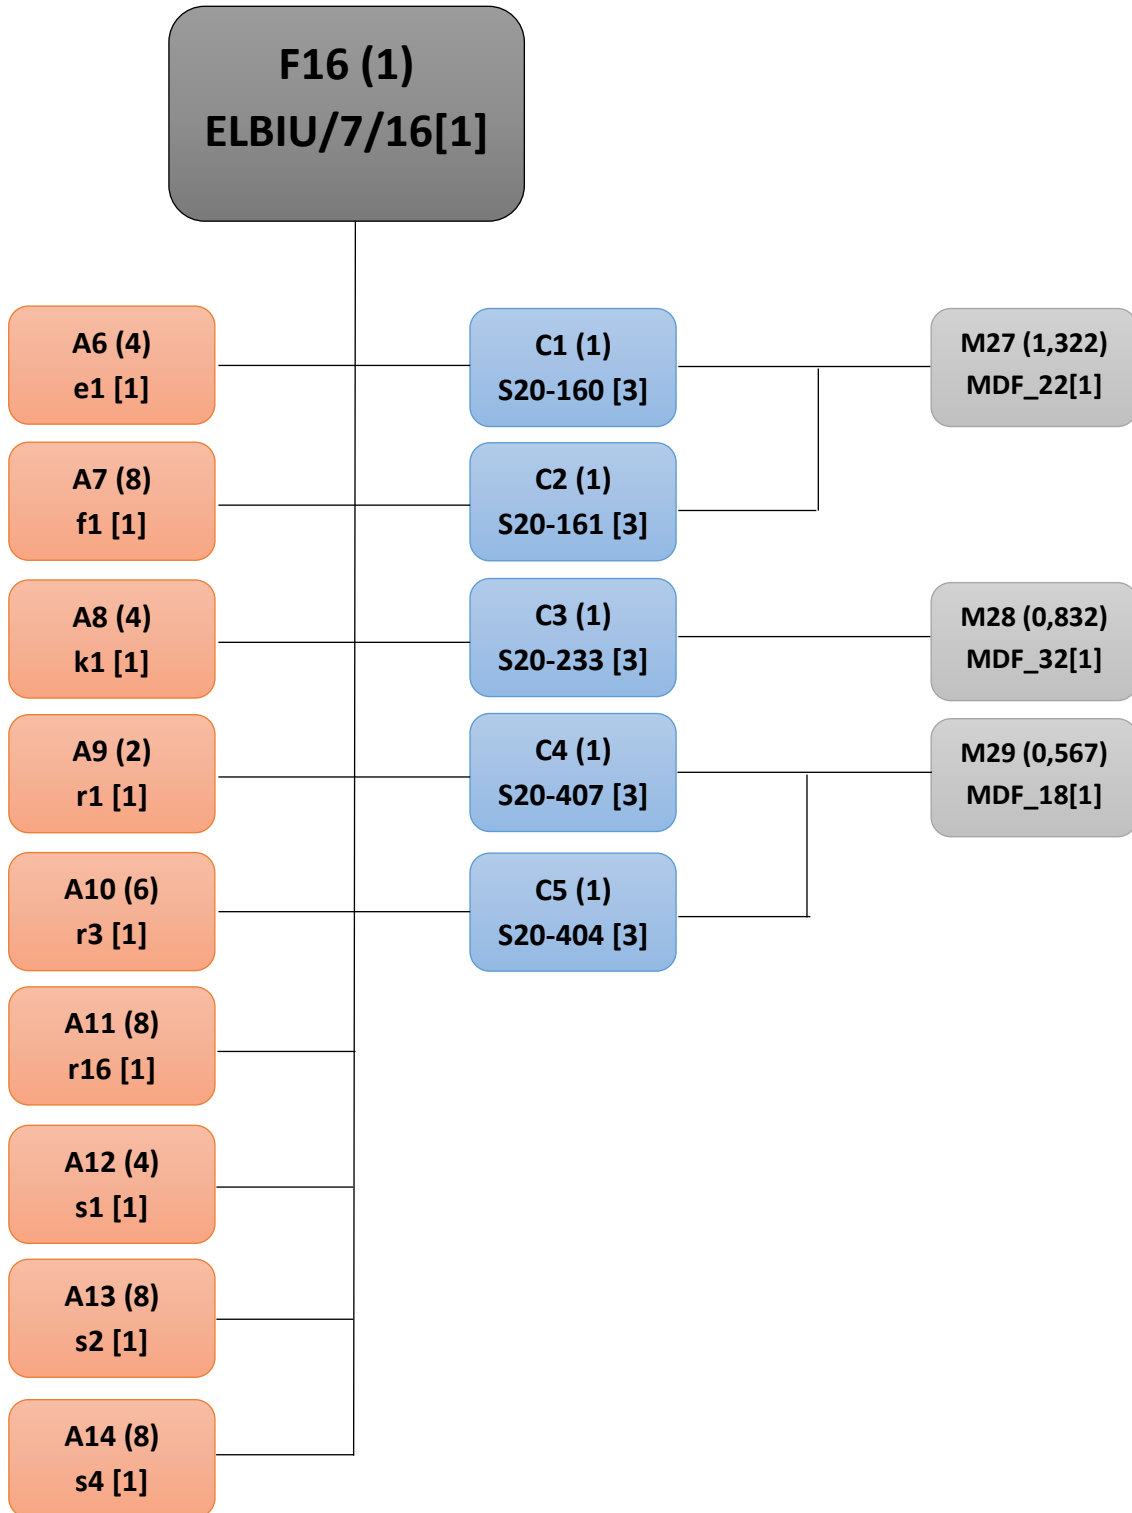 F16 (1)
ELBIU/7/16[1]
A6 (4)
e1 [1]
C1 (1)
S20-160 [3]
M27 (1,322)
MDF_22[1]
A7 (8)
f1 [1]
C2 (1)
S20-161 [3]
A8 (4)
k1 [1]
C3 (1)
S20-233 [3]
M28 (0,832)
MDF_32[1]
A9 (2)
r1 [1]
C4 (1)
S20-407 [3]
M29 (0,567)
MDF_18[1]
A10 (6)
r3 [1]
C5 (1)
S20-404 [3]
A11 (8)
r16 [1]
A12 (4)
s1 [1]
A13 (8)
s2 [1]
A14 (8)
s4 [1]